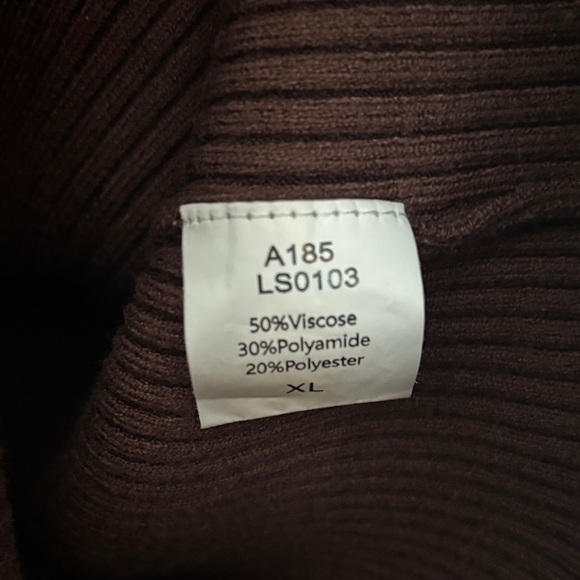 A185
LS0103
50%Viscose
30%Polyamide
20%Polyester
XL